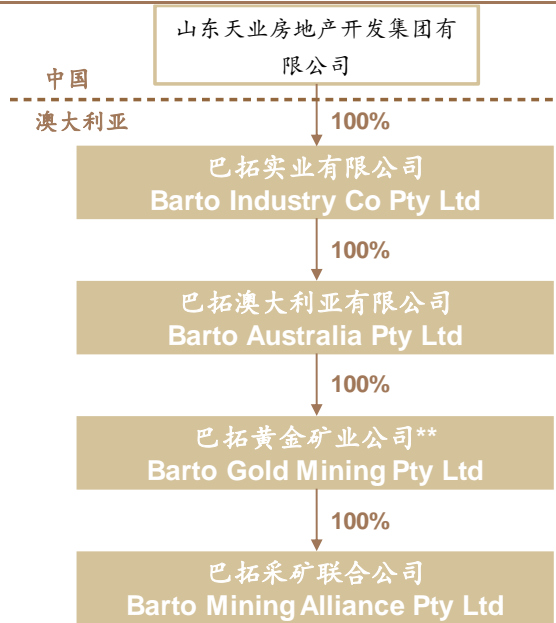 山东天业房地产开发集团有
限公司
中国
澳大利亚
100%
巴拓实业有限公司
Barto Industry Co Pty Ltd
100%
巴拓澳大利亚有限公司
Barto Australia Pty Ltd
100%
巴拓黄金矿业公司**
Barto Gold Mining Pty Ltd
100%
巴拓采矿联合公司
Barto Mining Alliance Pty Ltd